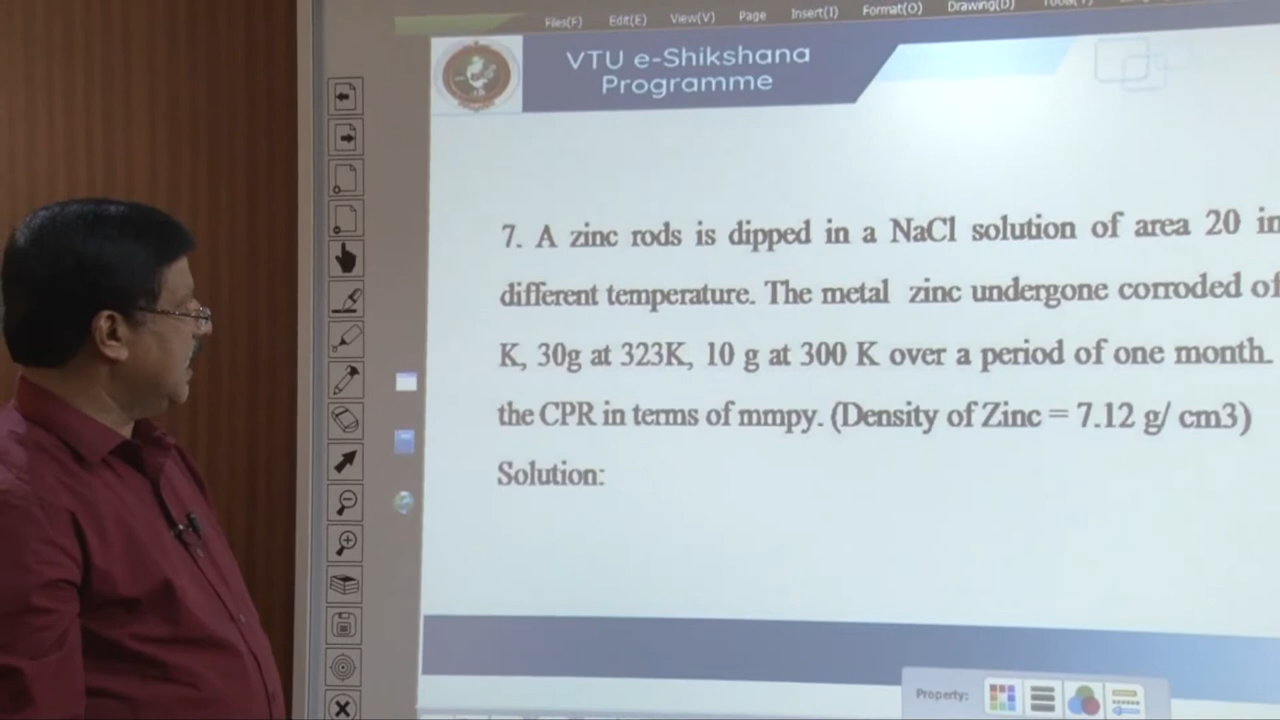 Files(F) Edit(E) View(V) Page Insert(I) Format(O) Drawing(D)
VTU e-Shikshana
Programme
7. A zinc rods is dipped in a NaCl solution of area 20 in
different temperature. The metal zinc undergone corroded of
K, 30g at 323K, 10 g at 300 K over a period of one month.
the CPR in terms of mmpy. (Density of Zinc = 7.12 g/ cm3)
Solution:
Property: